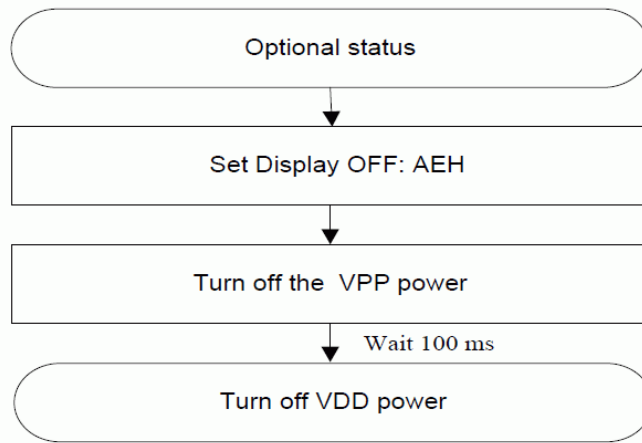 Optional status
Set Display OFF: AEH
Turn off the VPP power
Wait 100 ms
Turn off VDD power